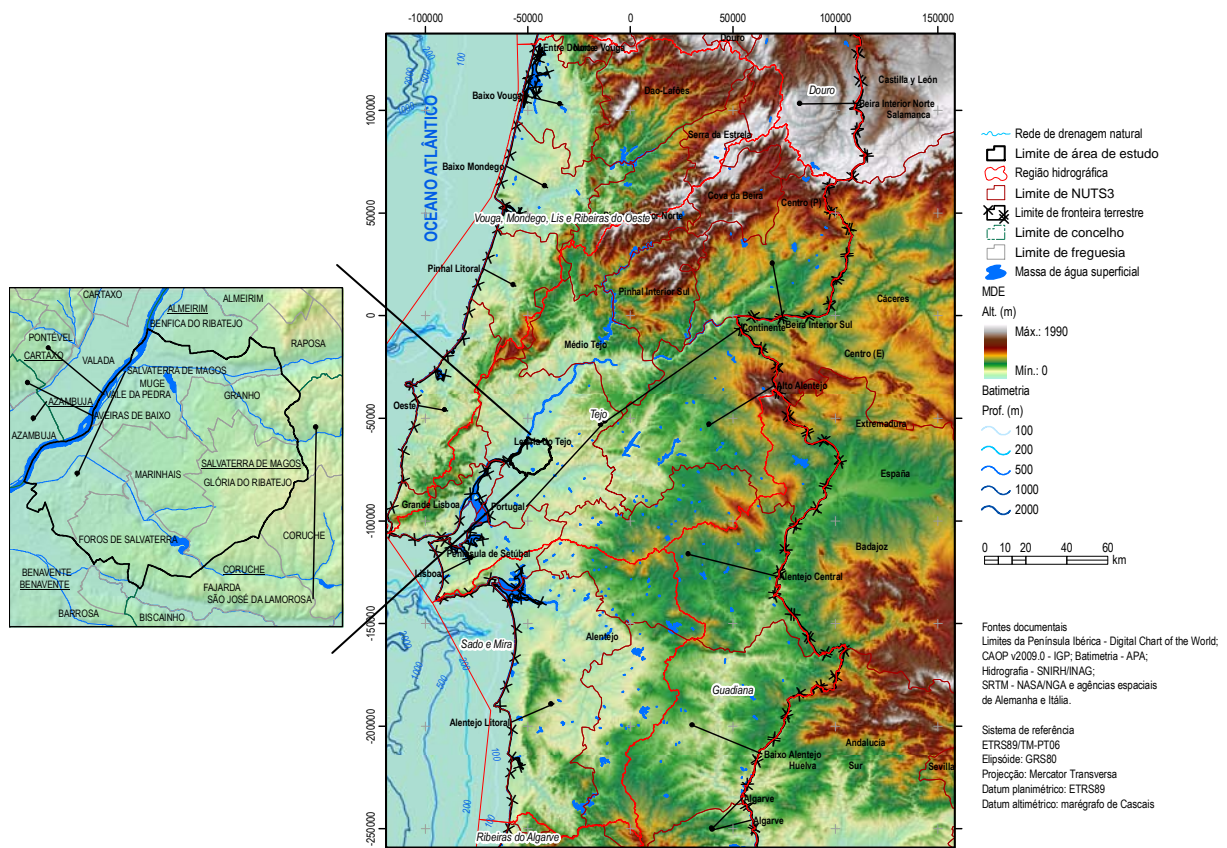 -100000
-50000
0
50000
100000
150000
100000
50000
0
-50000
-100000
-150000
-200000
-250000
OCEANO ATLÂNTICO
Douro
Baixo Vouga
Dão-Lafões
Castilla y León
Douro
Beira Interior Norte
Salamanca
Serra da Estrela
Baixo Mondego
Cova da Beira
Centro (P)
Vouga, Mondego, Lis e Ribeiras do Oeste
Pinhal Litoral
Pinhal Interior Sul
Cáceres
Continente
Beira Interior Sul
Médio Tejo
Centro (E)
Alto Alentejo
Oeste
Tejo
Extremadura
Lezíria do Tejo
España
Grande Lisboa
Portugal
Badajoz
Península de Setúbal
Lisboa
Alentejo Central
Alentejo
Sado e Mira
Guadiana
Alentejo Litoral
Andalucia
Baixo Alentejo
Huelva
Sur
Sevilla
Algarve
Algarve
Ribeiras do Algarve
100
200
500
1000
2000
CARTAXO
ALMEIRIM
ALMEIRIM
BENFICA DO RIBATEJO
PONTÉVEL
CARTAXO
VALADA
RAPOSA
SALVATERRA DE MAGOS
MUGE
VALE DA PEDRA
GRANHO
AZAMBUJA
AVEIRAS DE BAIXO
AZAMBUJA
MARINHAIS
SALVATERRA DE MAGOS
GLÓRIA DO RIBATEJO
FOROS DE SALVATERRA
CORUCHE
BENAVENTE
BENAVENTE
CORUCHE
FAJARDA
SÃO JOSÉ DA LAMOROSA
BARROSA
BISCAINHO
Rede de drenagem natural
Limite de área de estudo
Região hidrográfica
Limite de NUTS3
Limite de fronteira terrestre
Limite de concelho
Limite de freguesia
Massa de água superficial
MDE
Alt. (m)
Máx.: 1990
Mín.: 0
Batimetria
Prof. (m)
100
200
500
1000
2000
0 10 20 40 60
km
Fontes documentais
Limites da Península Ibérica - Digital Chart of the World;
CAOP v2009.0 - IGP; Batimetria - APA;
Hidrografia - SNIRH/INAG;
SRTM - NASA/NGA e agências espaciais
de Alemanha e Itália.
Sistema de referência
ETRS89/TM-PT06
Elipsóide: GRS80
Projecção: Mercator Transversa
Datum planimétrico: ETRS89
Datum altimétrico: marégrafo de Cascais